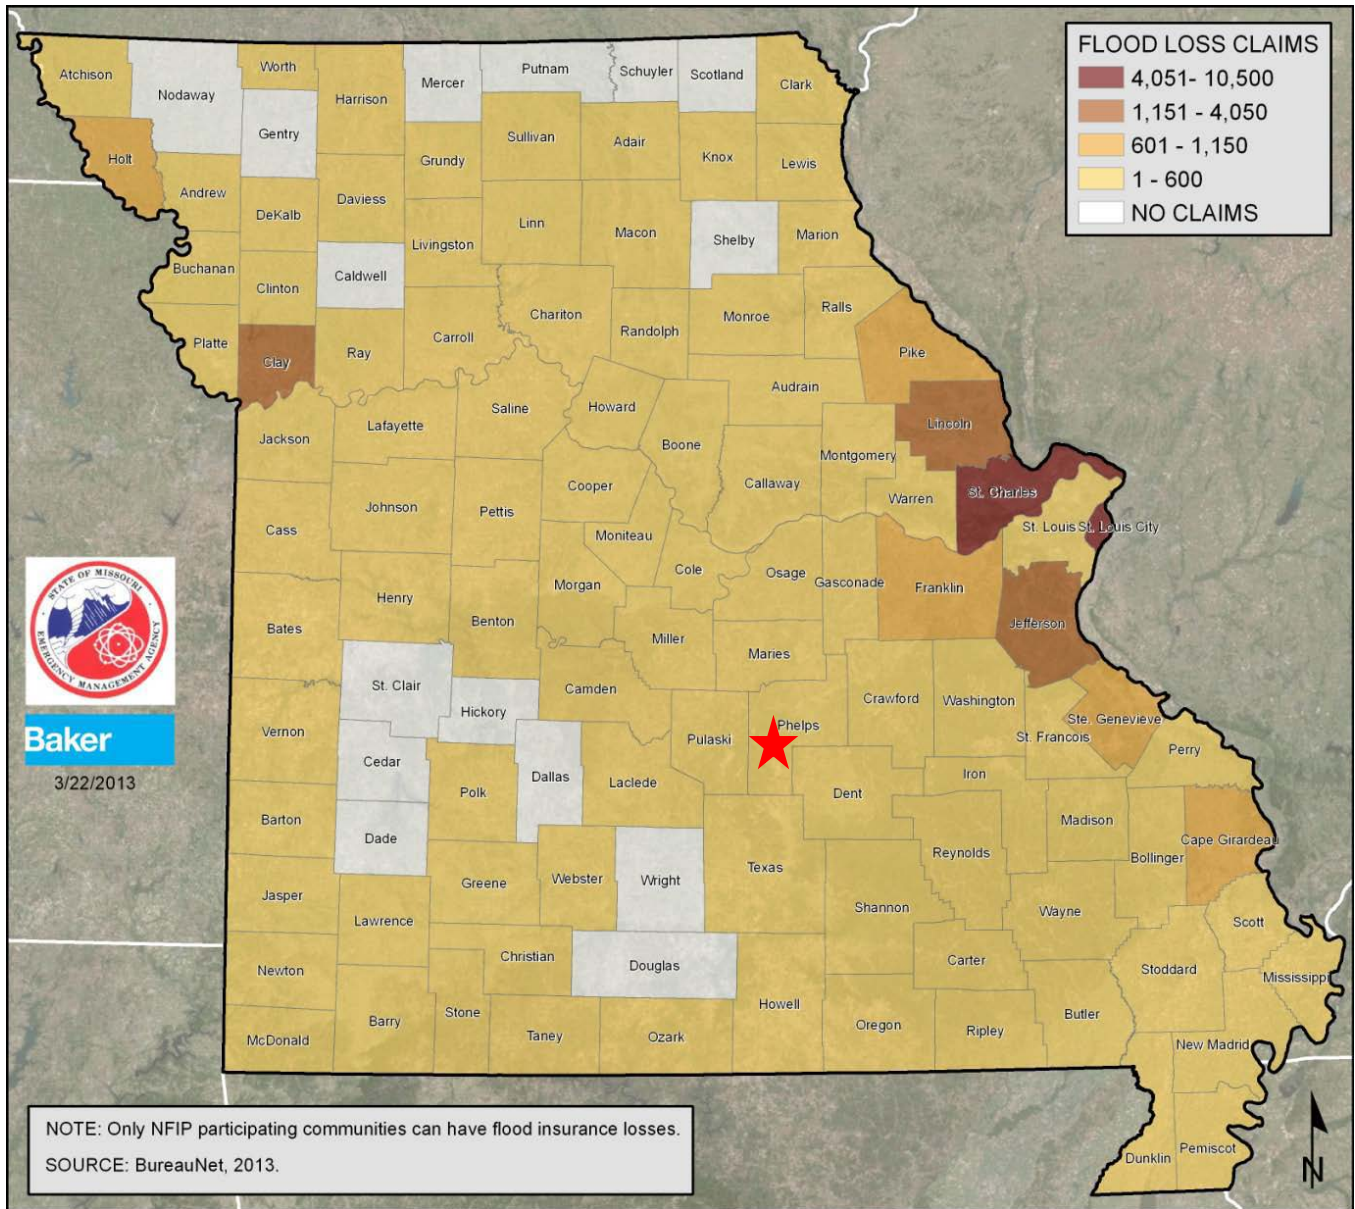 FLOOD LOSS CLAIMS
4,051- 10,500
1,151 - 4,050
601 - 1,150
1 - 600
NO CLAIMS
Atchison
Nodaway
Worth
Harrison
Mercer
Putnam
Schuyler
Scotland
Clark
Gentry
Holt
Andrew
DeKalb
Daviess
Grundy
Sullivan
Adair
Knox
Lewis
Linn
Macon
Shelby
Marion
Livingston
Buchanan
Clinton
Caldwell
Chariton
Randolph
Monroe
Ralls
Platte
Clay
Ray
Carroll
Pike
Audrain
Saline
Howard
Boone
Lincoln
Jackson
Lafayette
Callaway
Montgomery
Warren
St. Charles
Cooper
Johnson
Pettis
Cass
St. Louis
St. Louis City
Moniteau
Cole
Osage
Gasconade
Franklin
Morgan
Henry
Benton
Bates
Miller
Maries
Jefferson
STATE OF MISSOURI
EMERGENCY MANAGEMENT AGENCY
Baker
3/22/2013
St. Clair
Hickory
Camden
Crawford
Washington
Vernon
Pulaski
Phelps
St. Francois
Ste. Genevieve
Perry
Cedar
Dallas
Laclede
Polk
Dent
Iron
Barton
Dade
Madison
Bollinger
Cape Girardeau
Jasper
Greene
Webster
Wright
Texas
Reynolds
Shannon
Wayne
Scott
Lawrence
Newton
Christian
Douglas
Carter
Stoddard
Mississippi
McDonald
Barry
Stone
Taney
Ozark
Howell
Oregon
Ripley
Butler
New Madrid
Dunklin
Pemiscot
NOTE: Only NFIP participating communities can have flood insurance losses.
SOURCE: BureauNet, 2013.
N